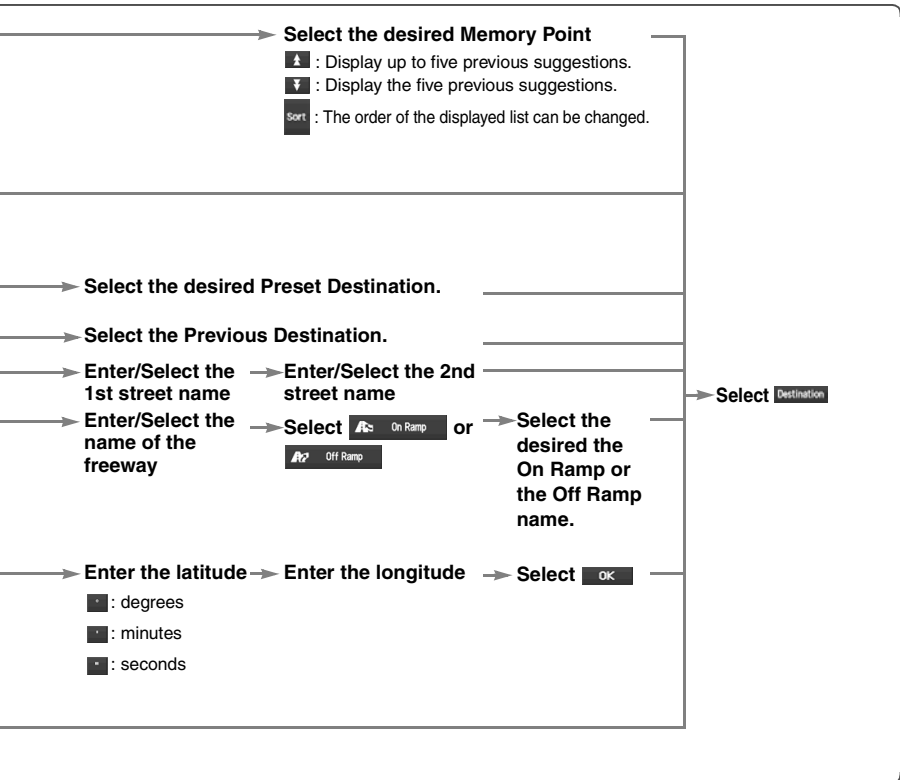 Select the desired Memory Point
: Display up to five previous suggestions.
: Display the five previous suggestions.
Sort : The order of the displayed list can be changed.
Select the desired Preset Destination.
Select the Previous Destination.
Enter/Select the
1st street name
Enter/Select the 2nd
street name
Enter/Select the
name of the
freeway
Select On Ramp or
Off Ramp
Select the
desired the
On Ramp or
the Off Ramp
name.
Select Destination
Enter the latitude
° : degrees
' : minutes
" : seconds
Enter the longitude
Select OK